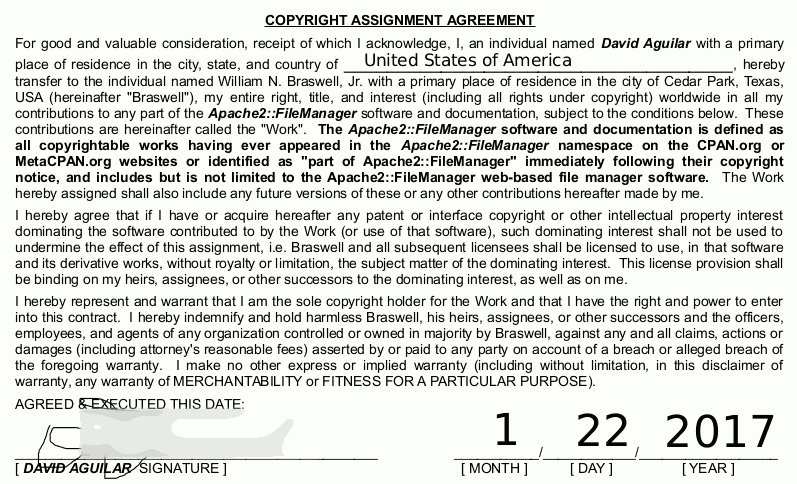 COPYRIGHT ASSIGNMENT AGREEMENT
For good and valuable consideration, receipt of which I acknowledge, I, an individual named David Aguilar with a primary
place of residence in the city, state, and country of United States of America, hereby
transfer to the individual named William N. Braswell, Jr. with a primary place of residence in the city of Cedar Park, Texas,
USA (hereinafter "Braswell"), my entire right, title, and interest (including all rights under copyright) worldwide in all my
contributions to any part of the Apache2::FileManager software and documentation, subject to the conditions below. These
contributions are hereinafter called the "Work". The Apache2::FileManager software and documentation is defined as
all copyrightable works having ever appeared in the Apache2::FileManager namespace on the CPAN.org or
MetaCPAN.org websites or identified as "part of Apache2::FileManager" immediately following their copyright
notice, and includes but is not limited to the Apache2::FileManager web-based file manager software. The Work
hereby assigned shall also include any future versions of these or any other contributions hereafter made by me.
I hereby agree that if I have or acquire hereafter any patent or interface copyright or other intellectual property interest
dominating the software contributed to by the Work (or use of that software), such dominating interest shall not be used to
undermine the effect of this assignment, i.e. Braswell and all subsequent licensees shall be licensed to use, in that software
and its derivative works, without royalty or limitation, the subject matter of the dominating interest. This license provision shall
be binding on my heirs, assignees, or other successors to the dominating interest, as well as on me.
I hereby represent and warrant that I am the sole copyright holder for the Work and that I have the right and power to enter
into this contract. I hereby indemnify and hold harmless Braswell, his heirs, assignees, or other successors and the officers,
employees, and agents of any organization controlled or owned in majority by Braswell, against any and all claims, actions or
damages (including attorney's reasonable fees) asserted by or paid to any party on account of a breach or alleged breach of
the foregoing warranty. I make no other express or implied warranty (including without limitation, in this disclaimer of
warranty, any warranty of MERCHANTABILITY or FITNESS FOR A PARTICULAR PURPOSE).
AGREED & EXECUTED THIS DATE:
1 / 22 / 2017
[ DAVID AGUILAR SIGNATURE ] [ MONTH ] [ DAY ] [ YEAR ]